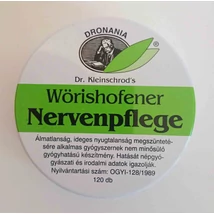 DRONANIA
Dr. Kleinschrod's
Wörishofener
Nervenpflege
Álmatlanság, ideges nyugtalanság megszünteté-
sére alkalmas gyógyszernek nem minősülő
gyógyhatású készítmény. Hatását népgyó-
gyászati és irodalmi adatok igazolják.
Nyilvántartási szám: OGYI-128/1989
120 db